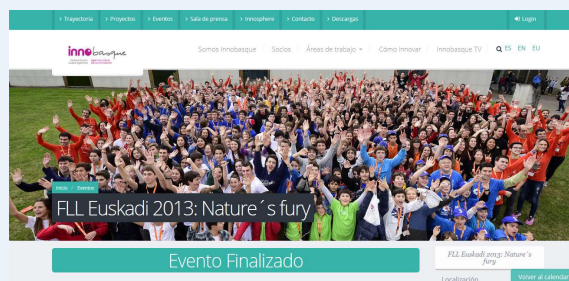 > Trayectoria > Proyectos > Eventos > Sala de prensa > Innosphere > Contacto > Descargas Login
innobasque Somos Innobasque Socios Áreas de trabajo Cómo Innovar Innobasque TV ES EN EU
Inicio / Eventos
FLL Euskadi 2013: Nature´s fury
Evento Finalizado
FLL Euskadi 2013: Nature´s
fury
Localización
Volver al calendar